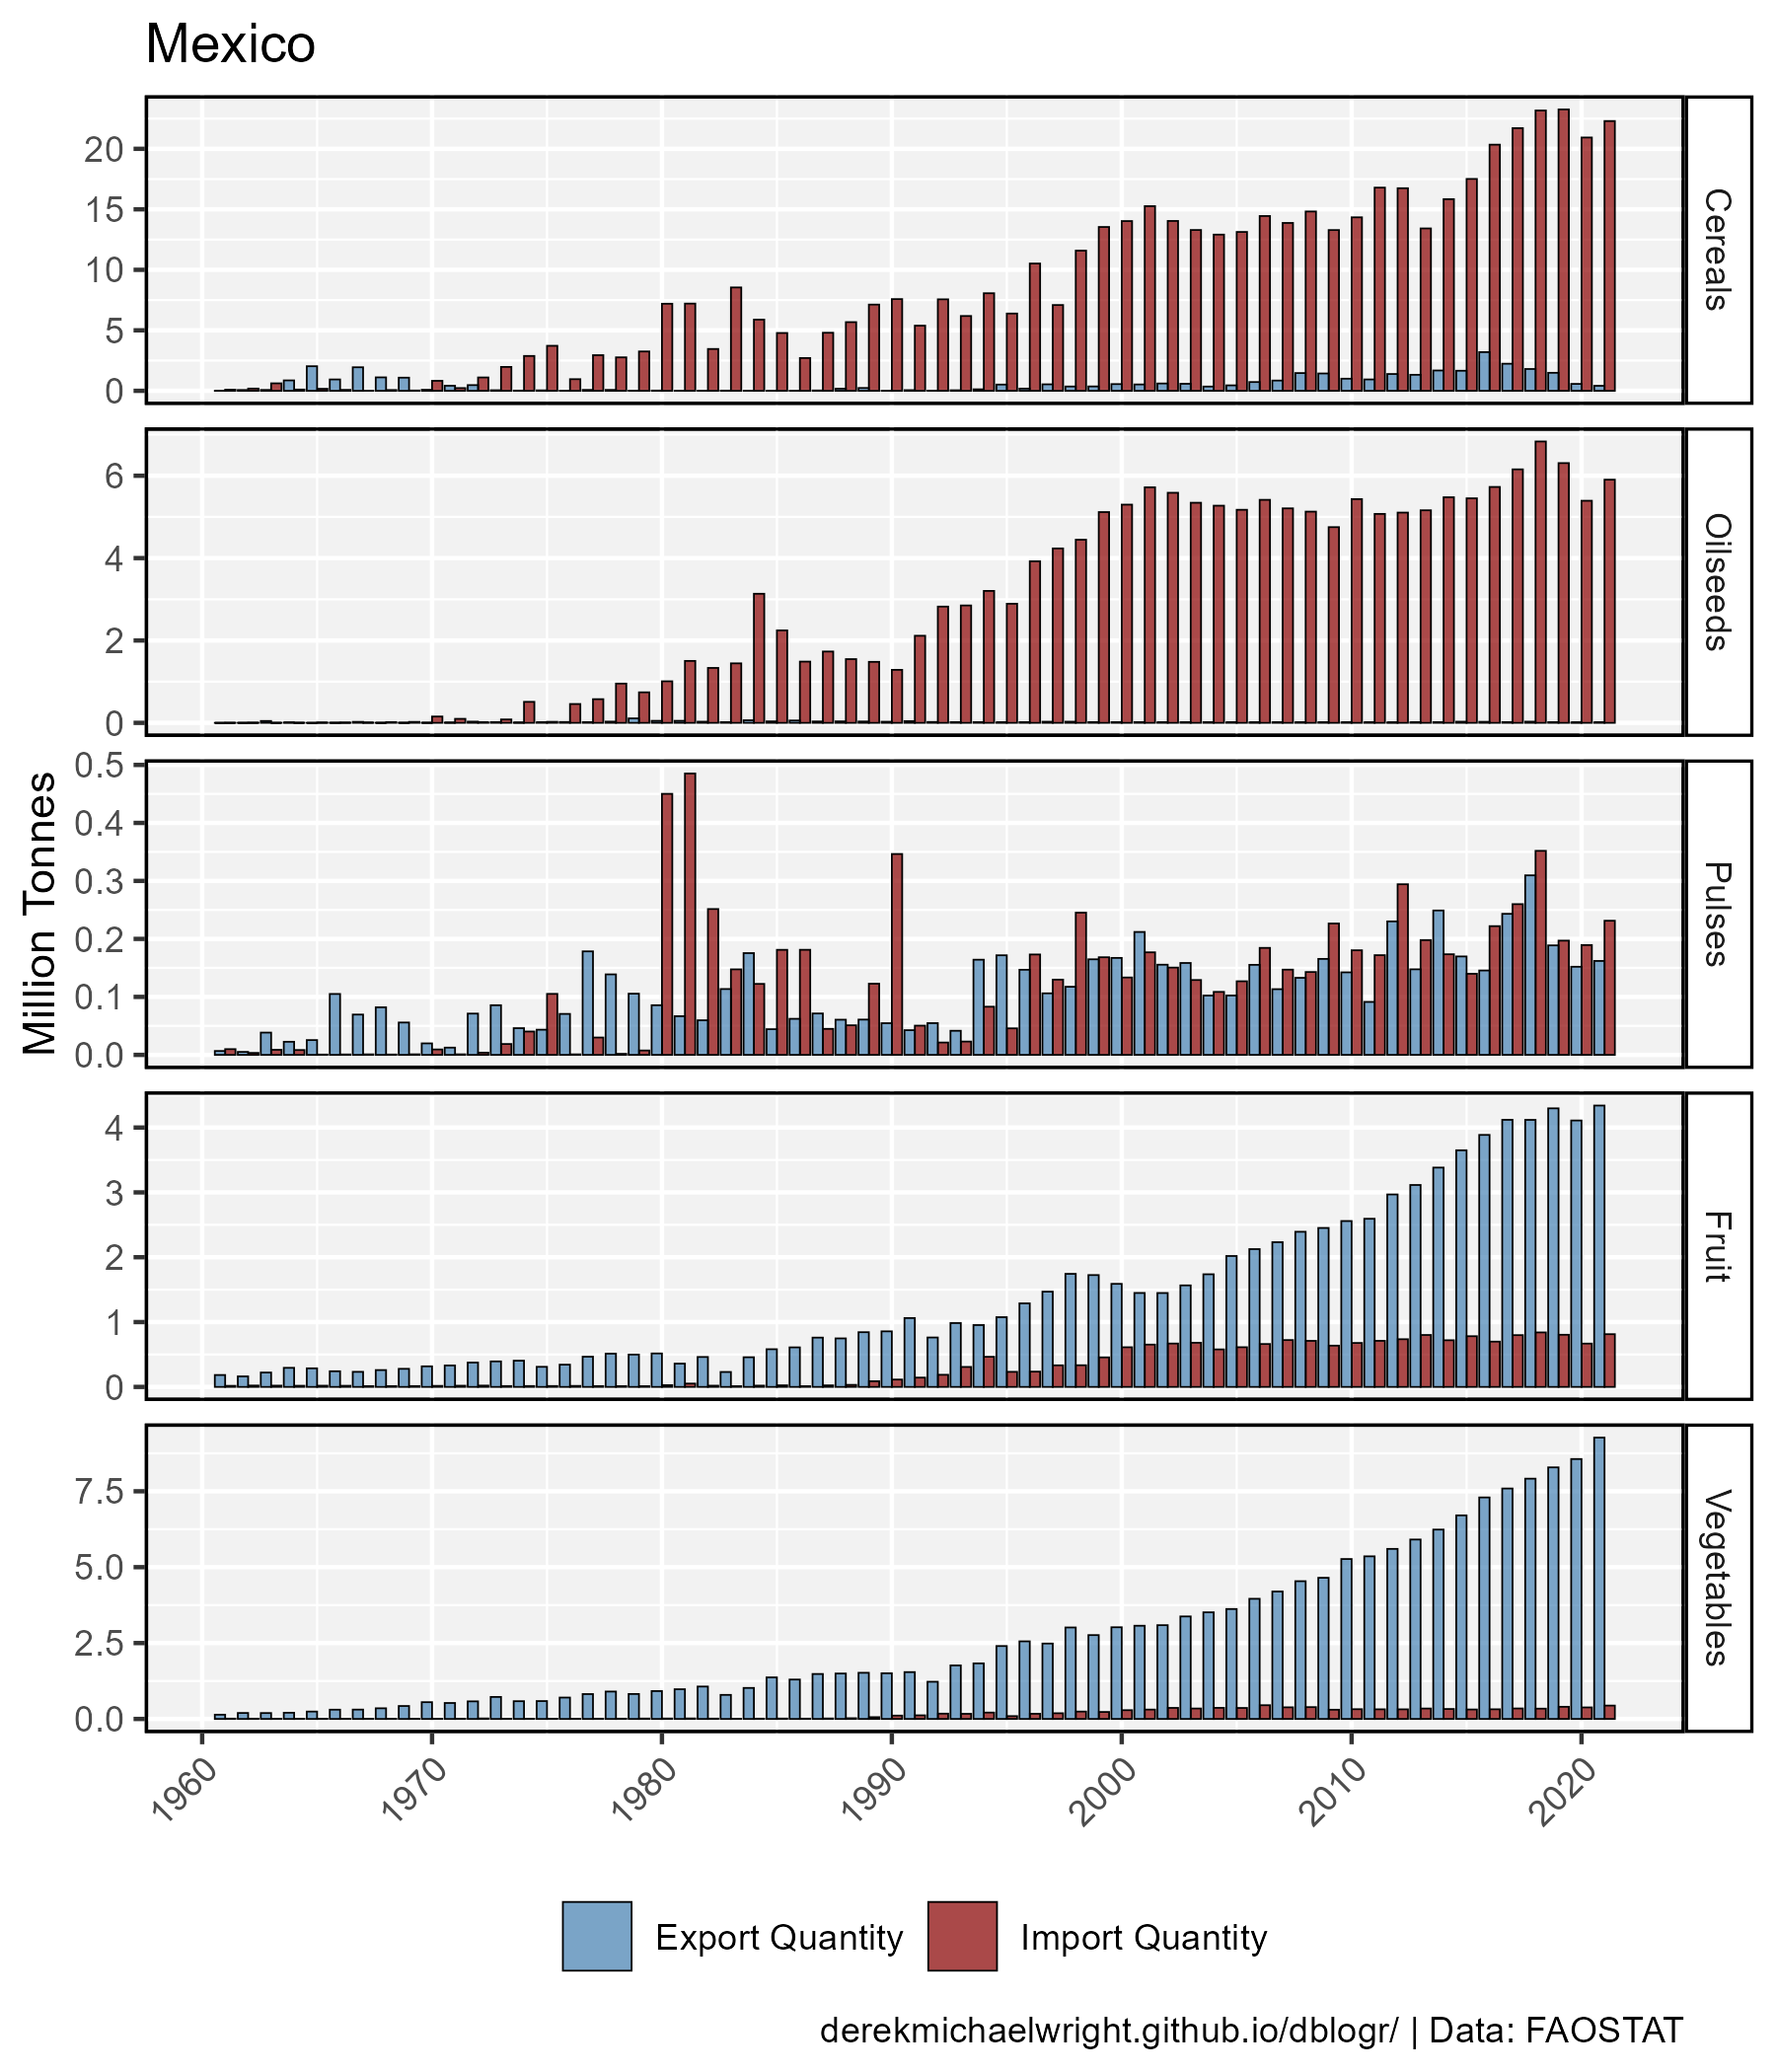 Mexico
20
15
10
5
0
Cereals
6
4
2
0
Oilseeds
Million Tonnes
0.5
0.4
0.3
0.2
0.1
0.0
Pulses
4
3
2
1
0
Fruit
7.5
5.0
2.5
0.0
Vegetables
1960 1970 1980 1990 2000 2010 2020
Export Quantity Import Quantity
derekmichaelwright.github.io/dblogr/ | Data: FAOSTAT